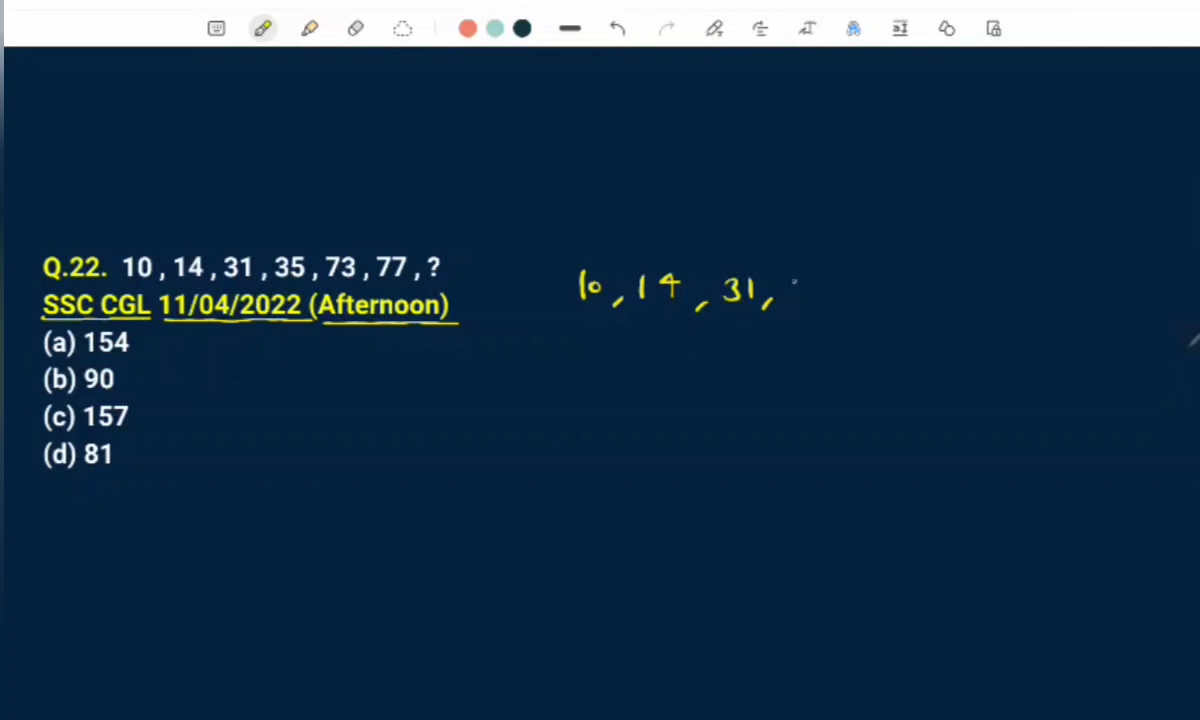 Q.22. 10 , 14 , 31 , 35 , 73 , 77 , ?
10 , 14 , 31 ,
SSC CGL 11/04/2022 (Afternoon)
(a) 154
(b) 90
(c) 157
(d) 81